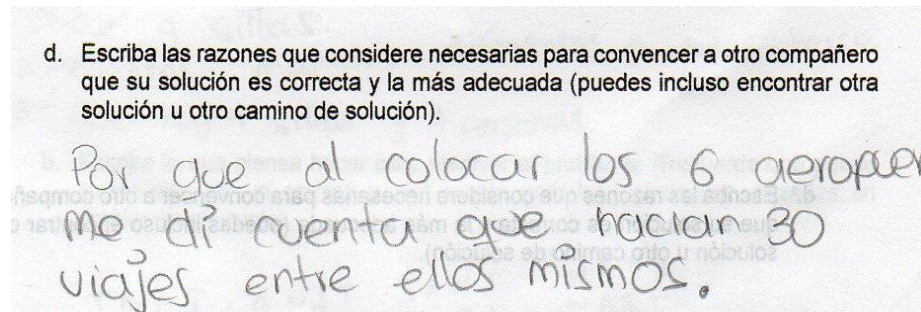 d. Escriba las razones que considere necesarias para convencer a otro compañero
que su solución es correcta y la más adecuada (puedes incluso encontrar otra
solución u otro camino de solución).
Por que al colocar los 6 aeropuer
me di cuenta que havian 30
viajes entre ellos mismos.